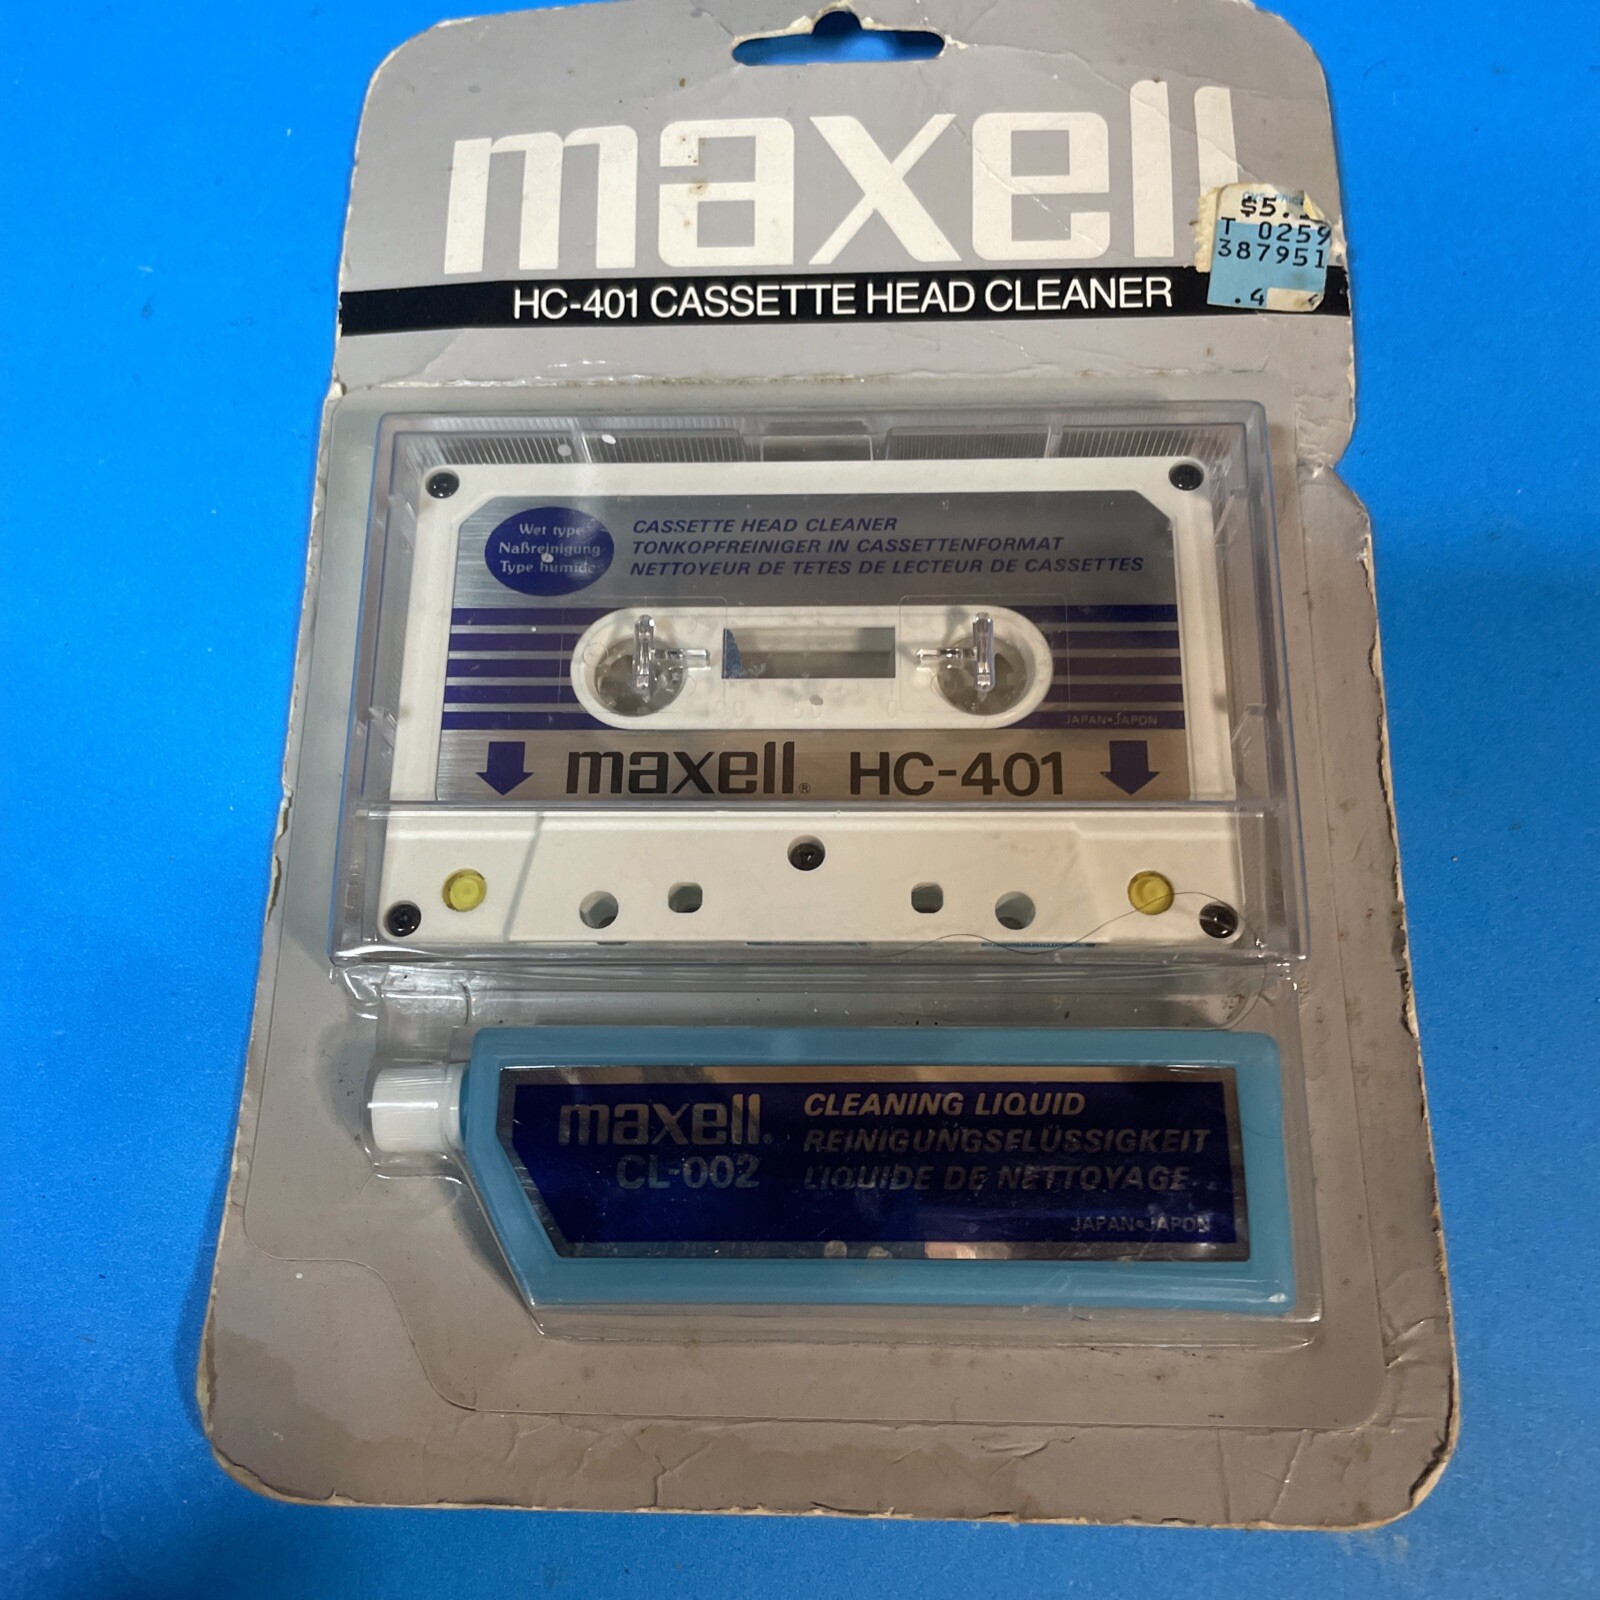 maxell
$5.
T 0259
387951
.4
HC-401 CASSETTE HEAD CLEANER
Wet type
Naßreinigung
Type humide
CASSETTE HEAD CLEANER
TONKOPFREINIGER IN CASSETTENFORMAT
NETTOYEUR DE TETES DE LECTEUR DE CASSETTES
JAPAN•JAPON
maxell® HC-401
maxell®
CL-002
CLEANING LIQUID
REINIGUNGSFLÜSSIGKEIT
LIQUIDE DE NETTOYAGE
JAPAN•JAPON